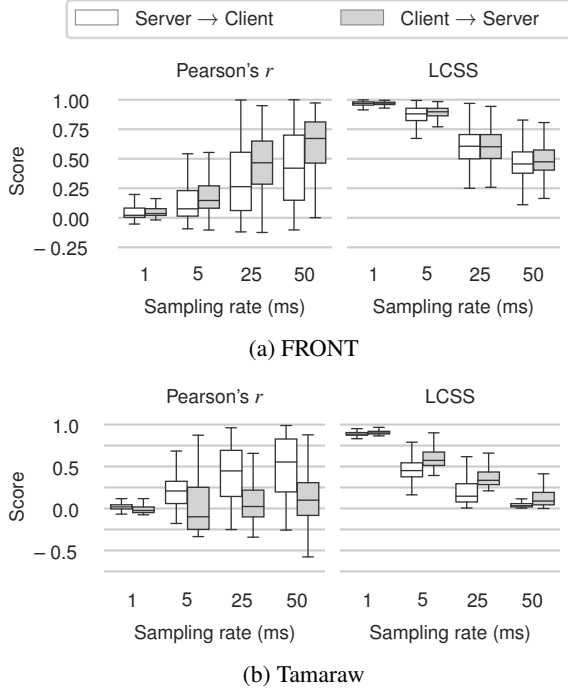 Server → Client Client → Server
Pearson's r LCSS
1.00
0.75
0.50
0.25
0.00
−0.25
Score
1 5 25 50 1 5 25 50
Sampling rate (ms) Sampling rate (ms)
(a) FRONT
Pearson's r LCSS
1.0
0.5
0.0
−0.5
Score
1 5 25 50 1 5 25 50
Sampling rate (ms) Sampling rate (ms)
(b) Tamaraw